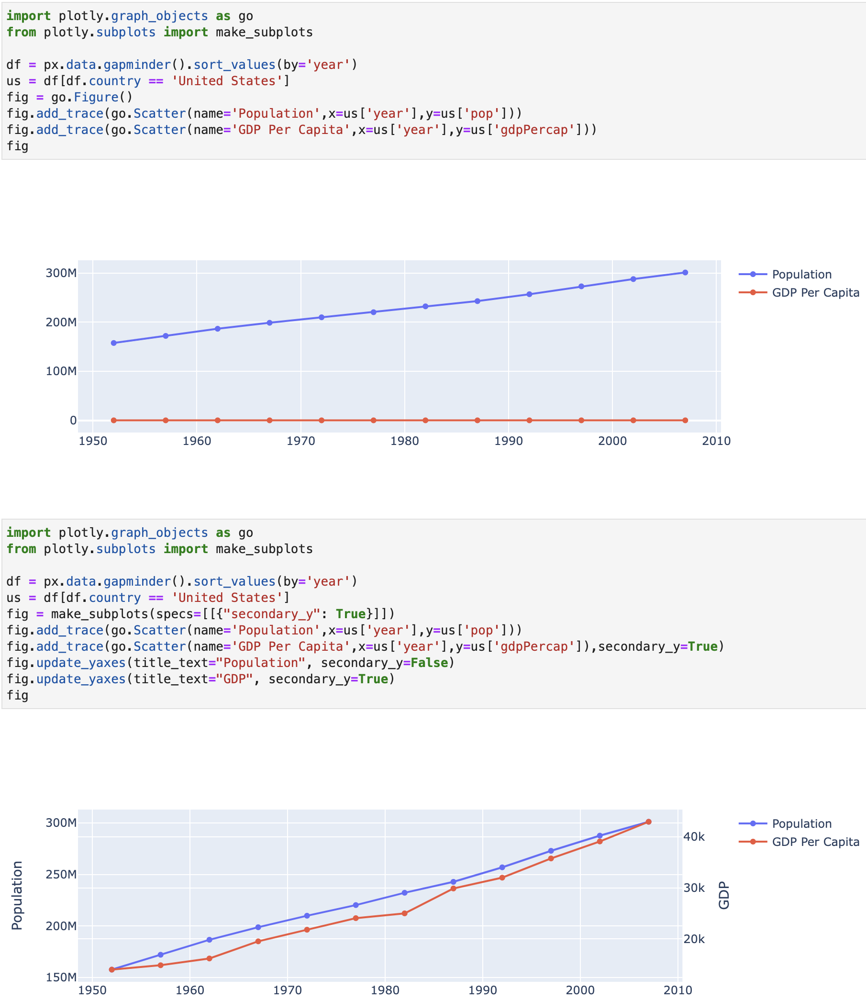 import plotly.graph_objects as go
from plotly.subplots import make_subplots
df = px.data.gapminder().sort_values(by='year')
us = df[df.country == 'United States']
fig = go.Figure()
fig.add_trace(go.Scatter(name='Population',x=us['year'],y=us['pop']))
fig.add_trace(go.Scatter(name='GDP Per Capita',x=us['year'],y=us['gdpPercap']))
fig
300M
200M
100M
0
1950 1960 1970 1980 1990 2000 2010
Population
GDP Per Capita
import plotly.graph_objects as go
from plotly.subplots import make_subplots
df = px.data.gapminder().sort_values(by='year')
us = df[df.country == 'United States']
fig = make_subplots(specs=[[{"secondary_y": True}]])
fig.add_trace(go.Scatter(name='Population',x=us['year'],y=us['pop']))
fig.add_trace(go.Scatter(name='GDP Per Capita',x=us['year'],y=us['gdpPercap']),secondary_y=True)
fig.update_yaxes(title_text="Population", secondary_y=False)
fig.update_yaxes(title_text="GDP", secondary_y=True)
fig
Population
300M
250M
200M
150M
1950 1960 1970 1980 1990 2000 2010
40k
30k
20k
GDP
Population
GDP Per Capita